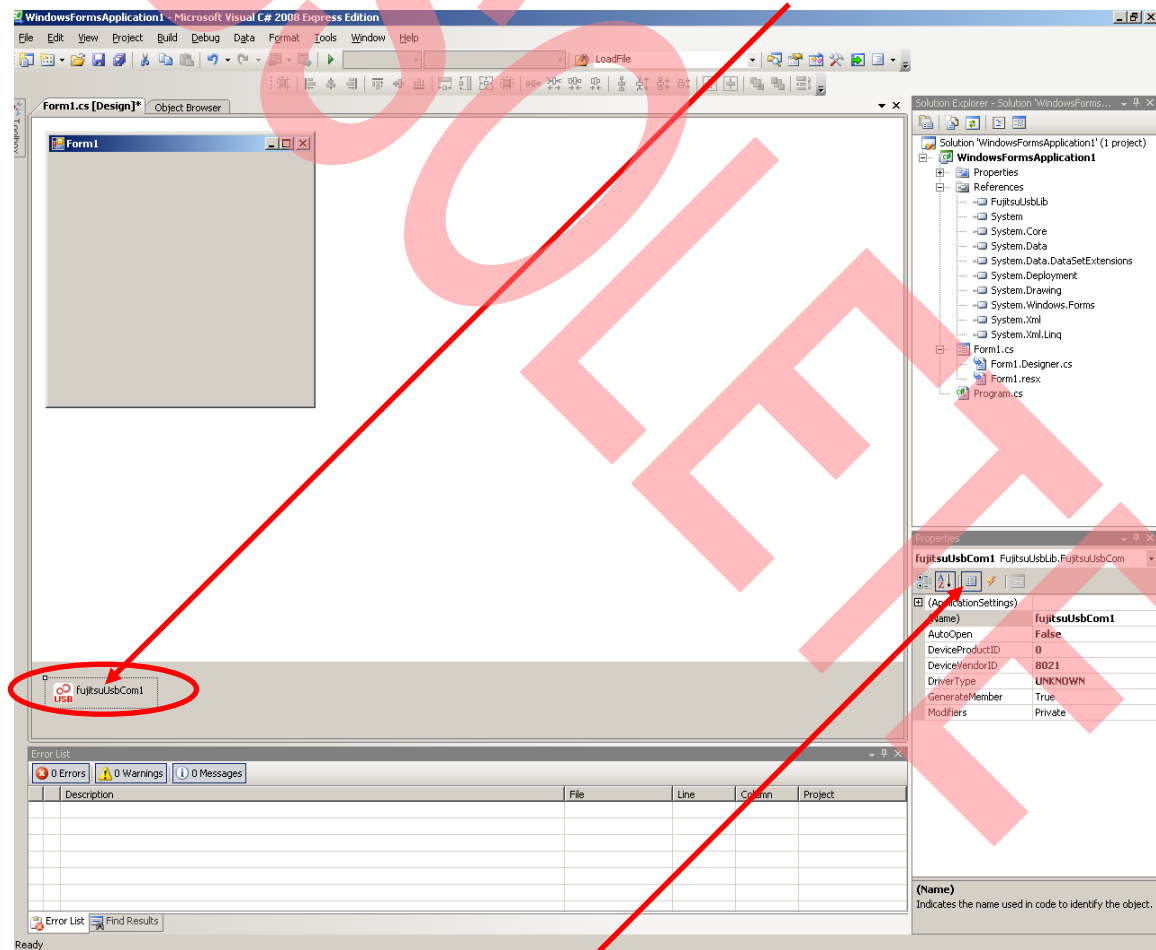 WindowsFormsApplication1 - Microsoft Visual C# 2008 Express Edition
File Edit View Project Build Debug Data Format Tools Window Help
LoadFile
Toolbox
Form1.cs [Design]* Object Browser
Form1
fujitsuUsbCom1
USB
Solution Explorer - Solution 'WindowsForms...
Solution 'WindowsFormsApplication1' (1 project)
WindowsFormsApplication1
Properties
References
FujitsuUsbLib
System
System.Core
System.Data
System.Data.DataSetExtensions
System.Deployment
System.Drawing
System.Windows.Forms
System.Xml
System.Xml.Linq
Form1.cs
Form1.Designer.cs
Form1.resx
Program.cs
Properties
fujitsuUsbCom1 FujitsuUsbLib.FujitsuUsbCom
(ApplicationSettings)
(Name) fujitsuUsbCom1
AutoOpen False
DeviceProductID 0
DeviceVendorID 8021
DriverType UNKNOWN
GenerateMember True
Modifiers Private
(Name)
Indicates the name used in code to identify the object.
Error List
0 Errors 0 Warnings 0 Messages
Description File Line Column Project
Error List Find Results
Ready
SOLETE